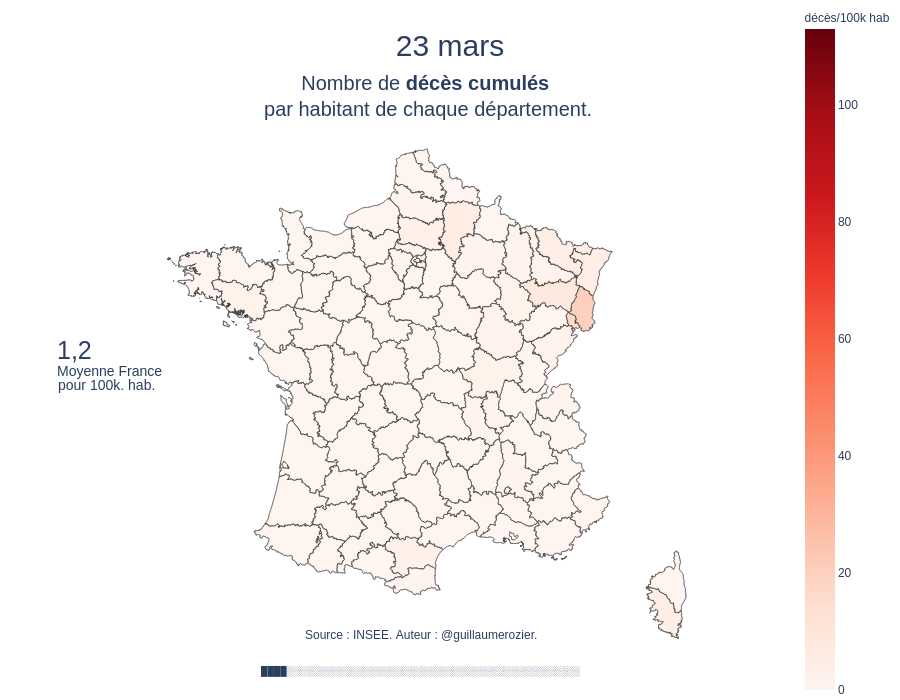 décès/100k hab
23 mars
Nombre de décès cumulés
par habitant de chaque département.
100
80
60
40
20
0
1,2
Moyenne France
pour 100k. hab.
Source : INSEE. Auteur : @guillaumerozier.